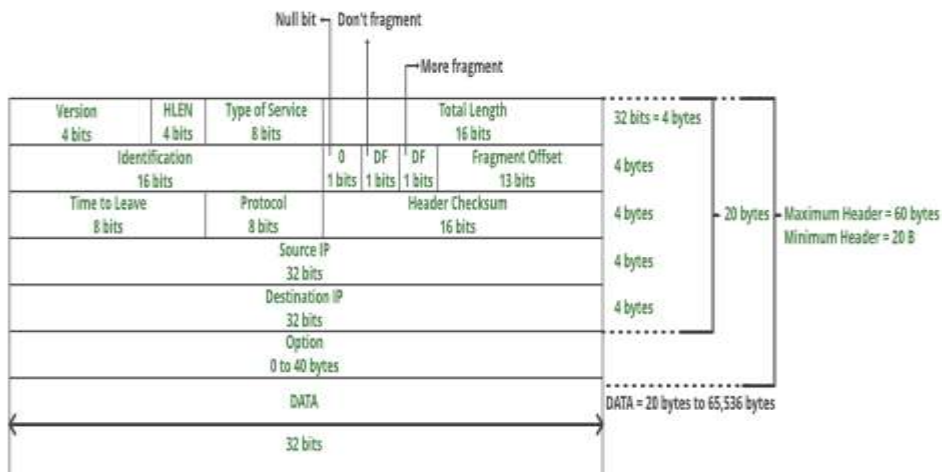 Null bit
Don't fragment
More fragment
Version
4 bits
HLEN
4 bits
Type of Service
8 bits
Total Length
16 bits
32 bits = 4 bytes
Identification
16 bits
0
1 bits
DF
1 bits
DF
1 bits
Fragment Offset
13 bits
4 bytes
Time to Leave
8 bits
Protocol
8 bits
Header Checksum
16 bits
4 bytes
20 bytes
Maximum Header = 60 bytes
Minimum Header = 20 B
Source IP
32 bits
4 bytes
Destination IP
32 bits
4 bytes
Option
0 to 40 bytes
DATA
DATA = 20 bytes to 65,536 bytes
32 bits